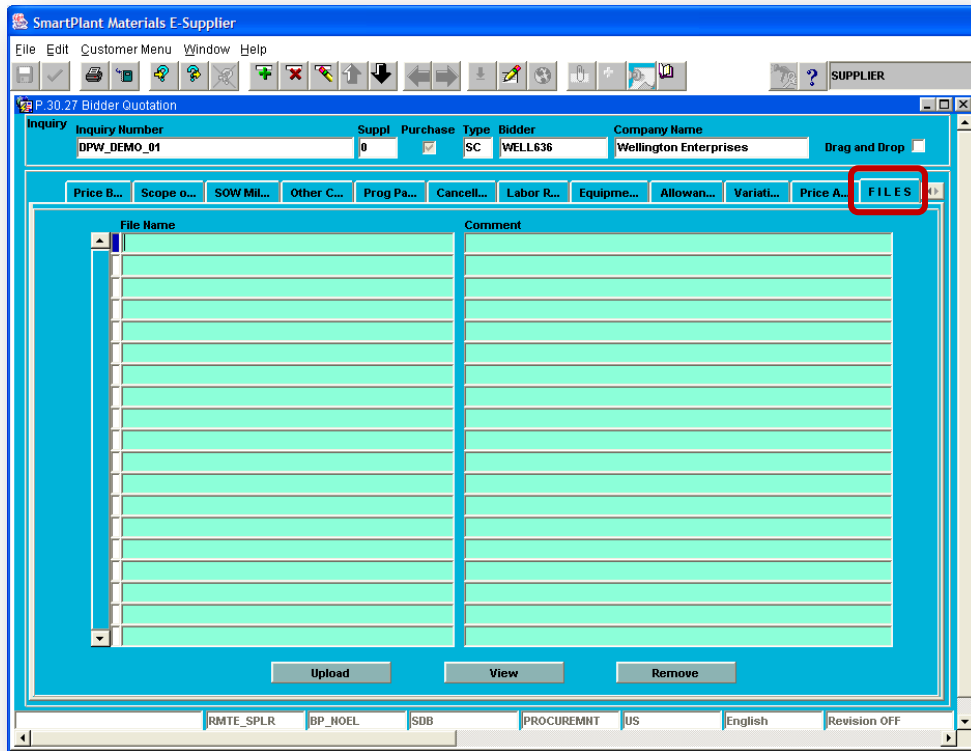 SmartPlant Materials E-Supplier
File Edit Customer Menu Window Help
? SUPPLIER
P.30.27 Bidder Quotation
Inquiry Inquiry Number Suppl Purchase Type Bidder Company Name
DPW_DEMO_01 0 SC WELL636 Wellington Enterprises Drag and Drop
Price B... Scope o... SOW Mil... Other C... Prog Pa... Cancell... Labor R... Equipme... Allowan... Variati... Price A... FILES
File Name Comment
Upload View Remove
RMTE_SPLR BP_NOEL SDB PROCUREMNT US English Revision OFF